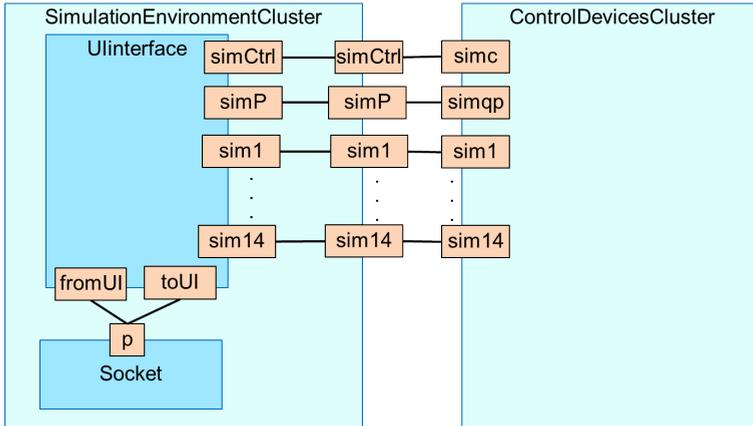 SimulationEnvironmentCluster
ControlDevicesCluster
UIinterface
simCtrl
simCtrl
simc
simP
simP
simqp
sim1
sim1
sim1
sim14
sim14
sim14
fromUI
toUI
p
Socket